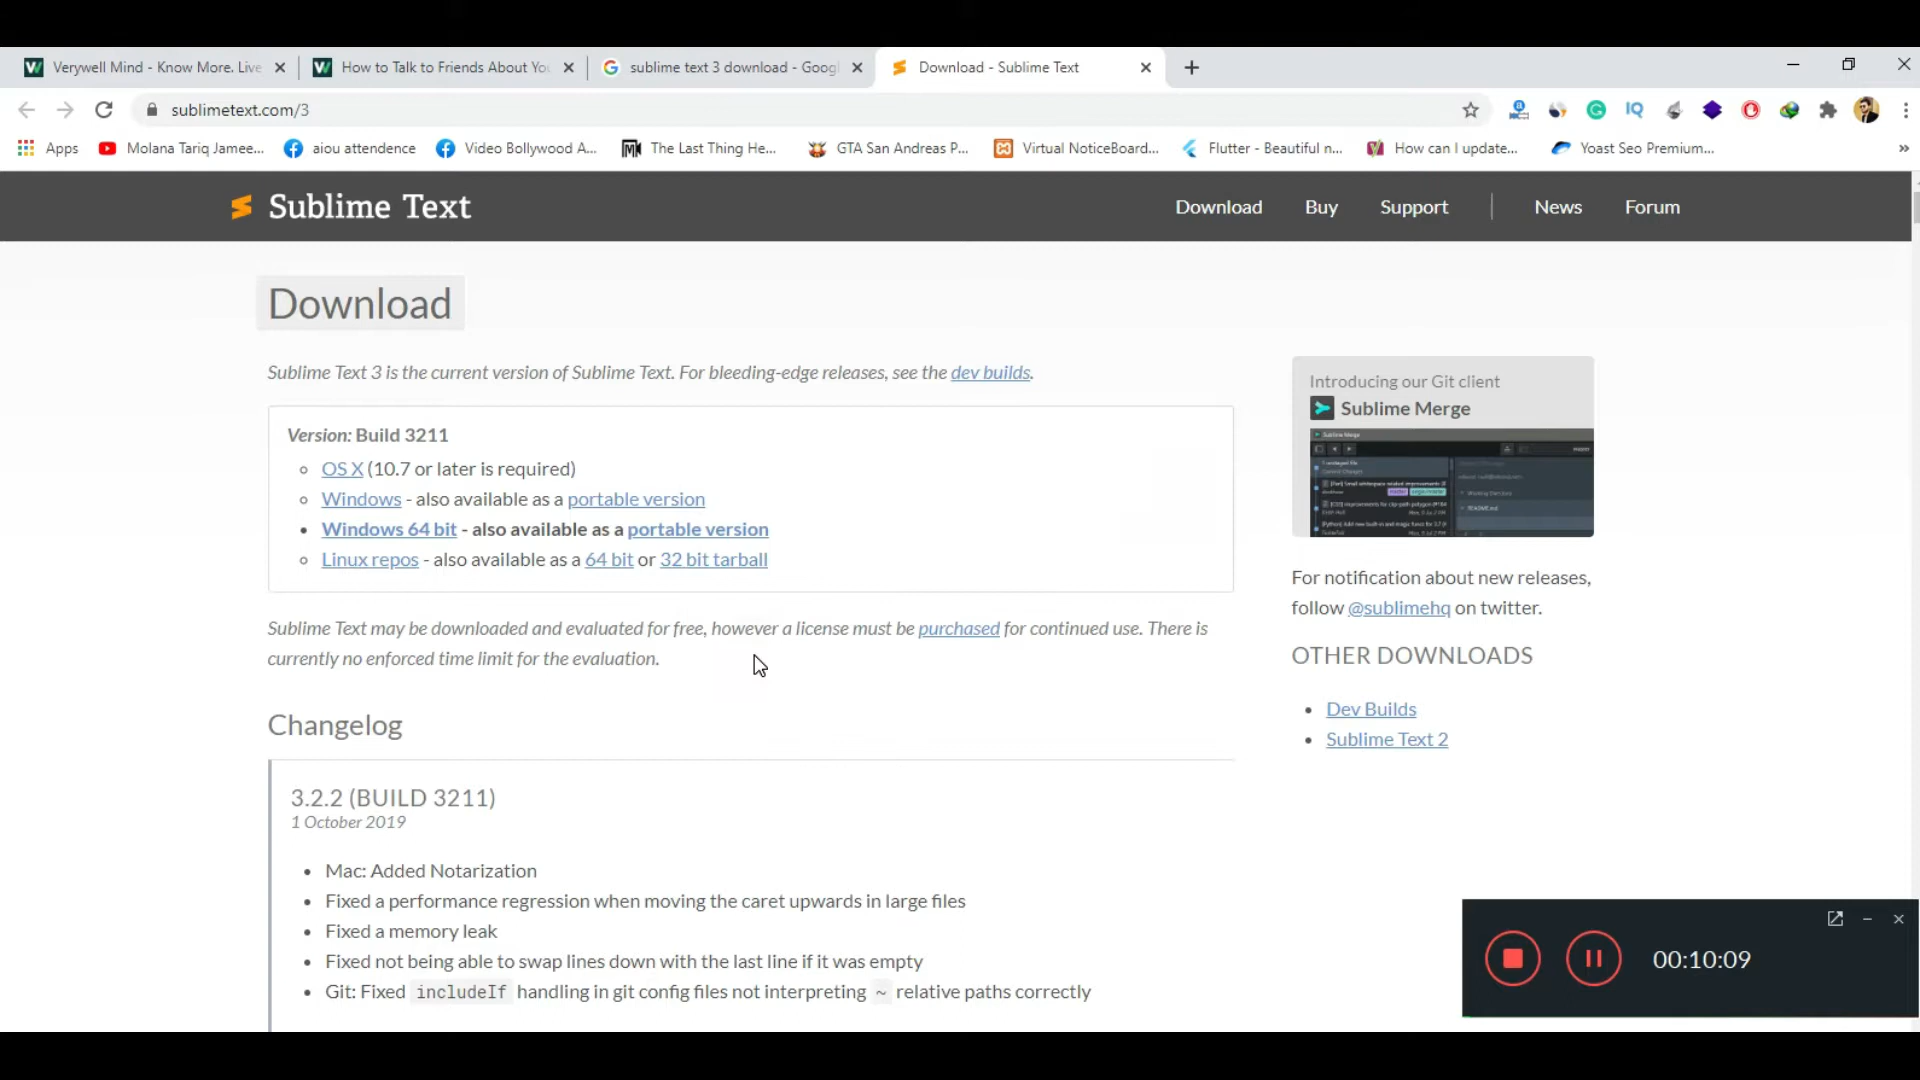 Verywell Mind - Know More. Live
How to Talk to Friends About You
sublime text 3 download - Googl
Download - Sublime Text
sublimetext.com/3
IQ
Apps
Molana Tariq Jamee...
aiou attendence
Video Bollywood A...
The Last Thing He...
GTA San Andreas P...
Virtual NoticeBoard...
Flutter - Beautiful n...
How can I update...
Yoast Seo Premium...
»
Sublime Text
Download
Buy
Support
News
Forum
Download
Sublime Text 3 is the current version of Sublime Text. For bleeding-edge releases, see the dev builds.
Version: Build 3211
OS X (10.7 or later is required)
Windows - also available as a portable version
Windows 64 bit - also available as a portable version
Linux repos - also available as a 64 bit or 32 bit tarball
Sublime Text may be downloaded and evaluated for free, however a license must be purchased for continued use. There is
currently no enforced time limit for the evaluation.
Changelog
3.2.2 (BUILD 3211)
1 October 2019
Mac: Added Notarization
Fixed a performance regression when moving the caret upwards in large files
Fixed a memory leak
Fixed not being able to swap lines down with the last line if it was empty
Git: Fixed includeIf handling in git config files not interpreting ~ relative paths correctly
Introducing our Git client
Sublime Merge
Sublime Merge
For notification about new releases,
follow @sublimehq on twitter.
OTHER DOWNLOADS
Dev Builds
Sublime Text 2
00:10:09